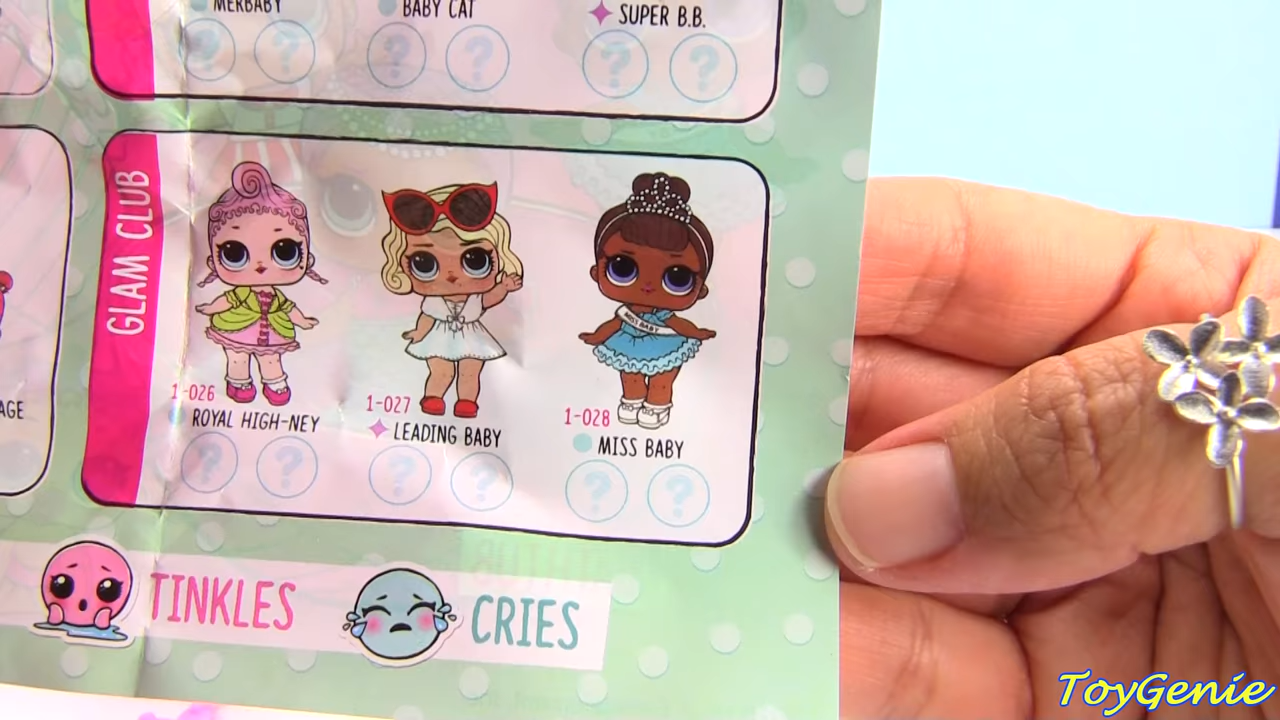 MERBABY
BABY CAT
SUPER B.B.
GLAM CLUB
1-026
ROYAL HIGH-NEY
1-027
LEADING BABY
1-028
MISS BABY
MISS BABY
AGE
TINKLES
CRIES
ToyGenie